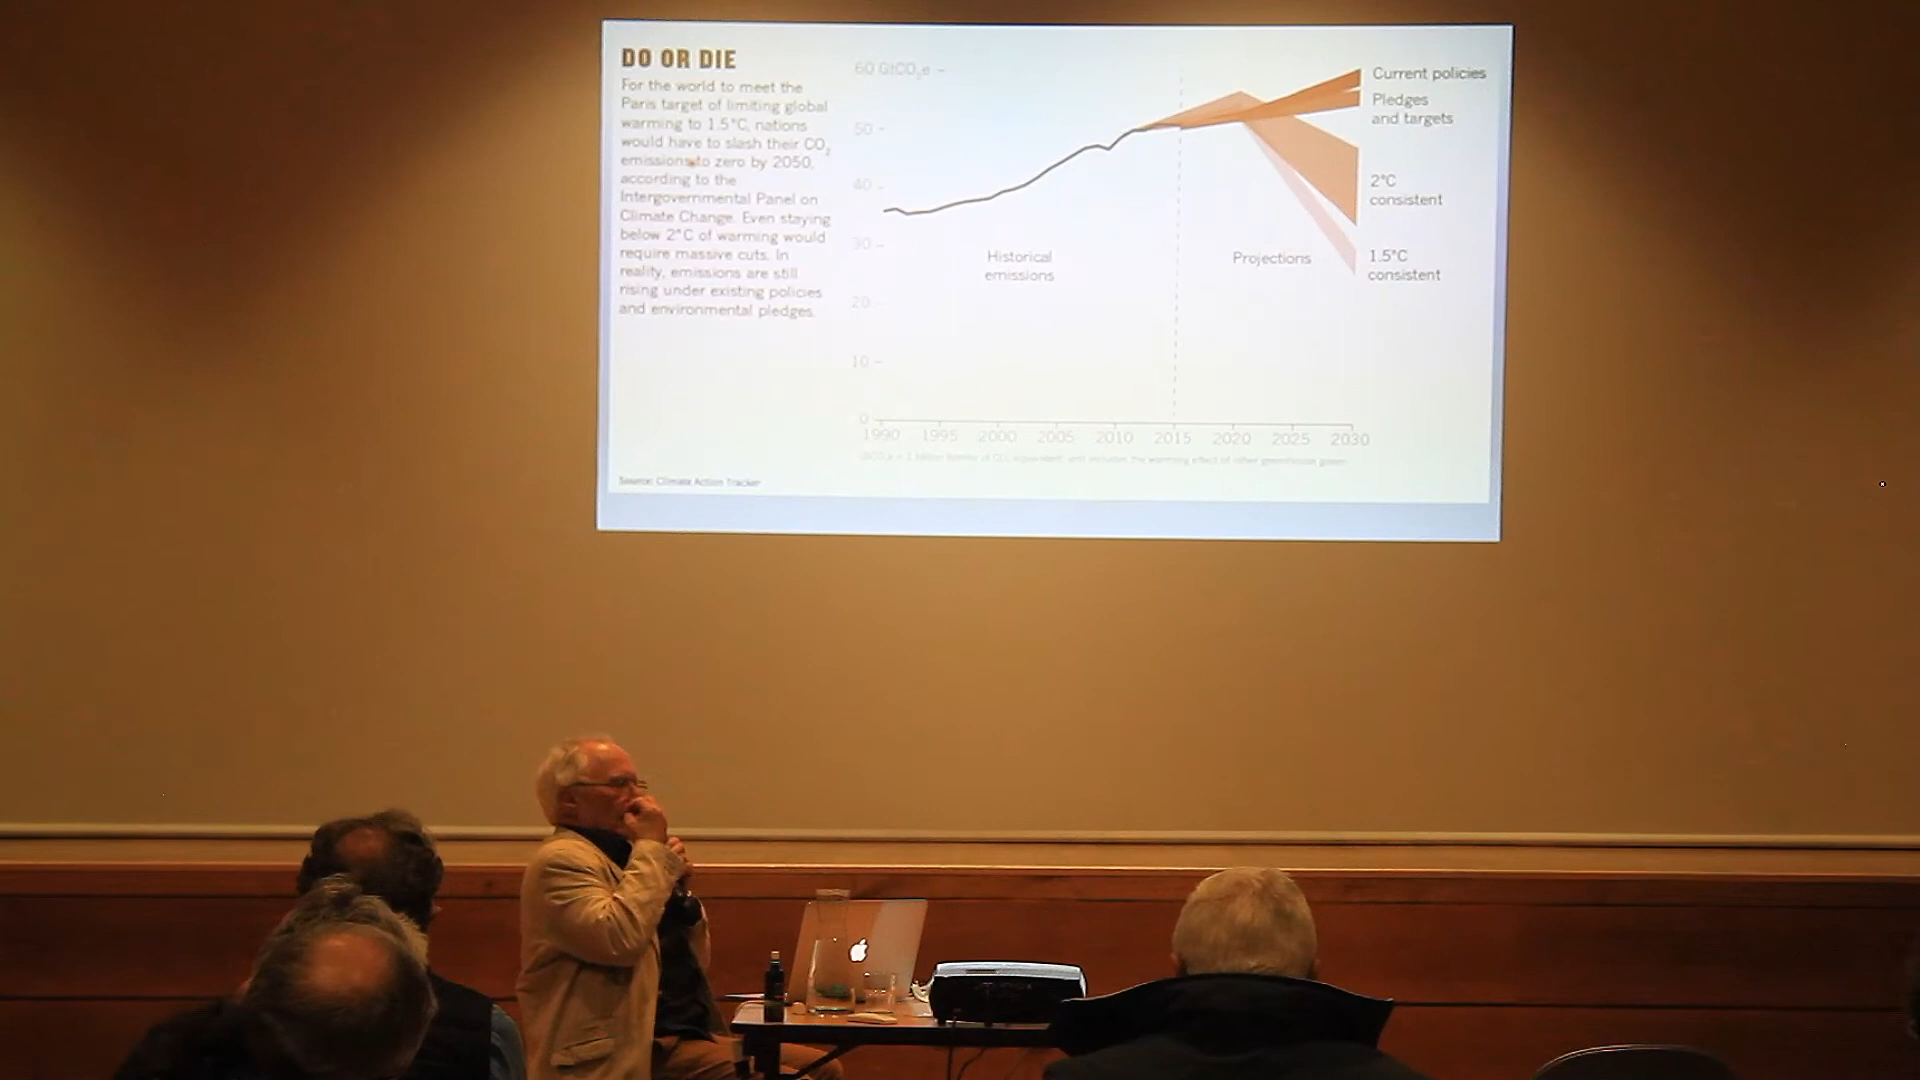 DO OR DIE
For the world to meet the
Paris target of limiting global
warming to 1.5°C, nations
would have to slash their CO₂
emissions to zero by 2050,
according to the
Intergovernmental Panel on
Climate Change. Even staying
below 2°C of warming would
require massive cuts. In
reality, emissions are still
rising under existing policies
and environmental pledges.
60 GtCO₂e
50
40
30
20
10
0
1990 1995 2000 2005 2010 2015 2020 2025 2030
Historical
emissions
Projections
Current policies
Pledges
and targets
2°C
consistent
1.5°C
consistent
Source: Climate Action Tracker